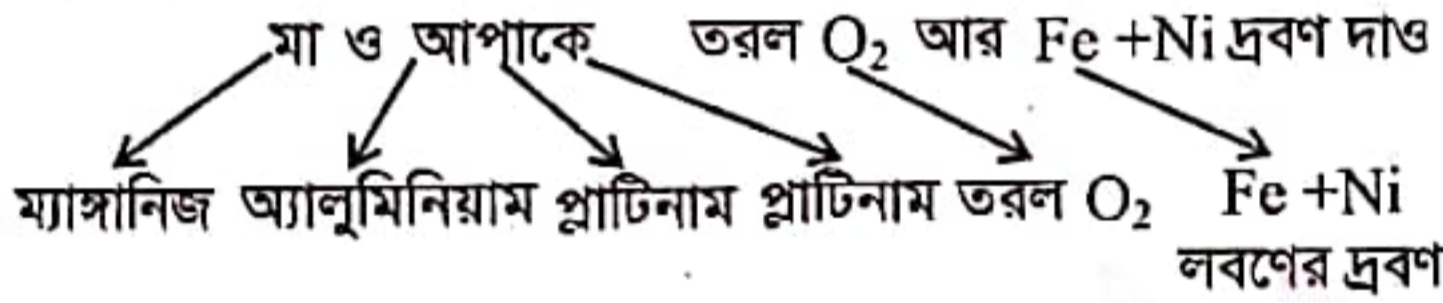 মা ও আপাকে তরল O₂ আর Fe +Ni দ্রবণ দাও
ম্যাঙ্গানিজ অ্যালুমিনিয়াম প্লাটিনাম প্লাটিনাম তরল O₂ Fe +Ni
লবণের দ্রবণ